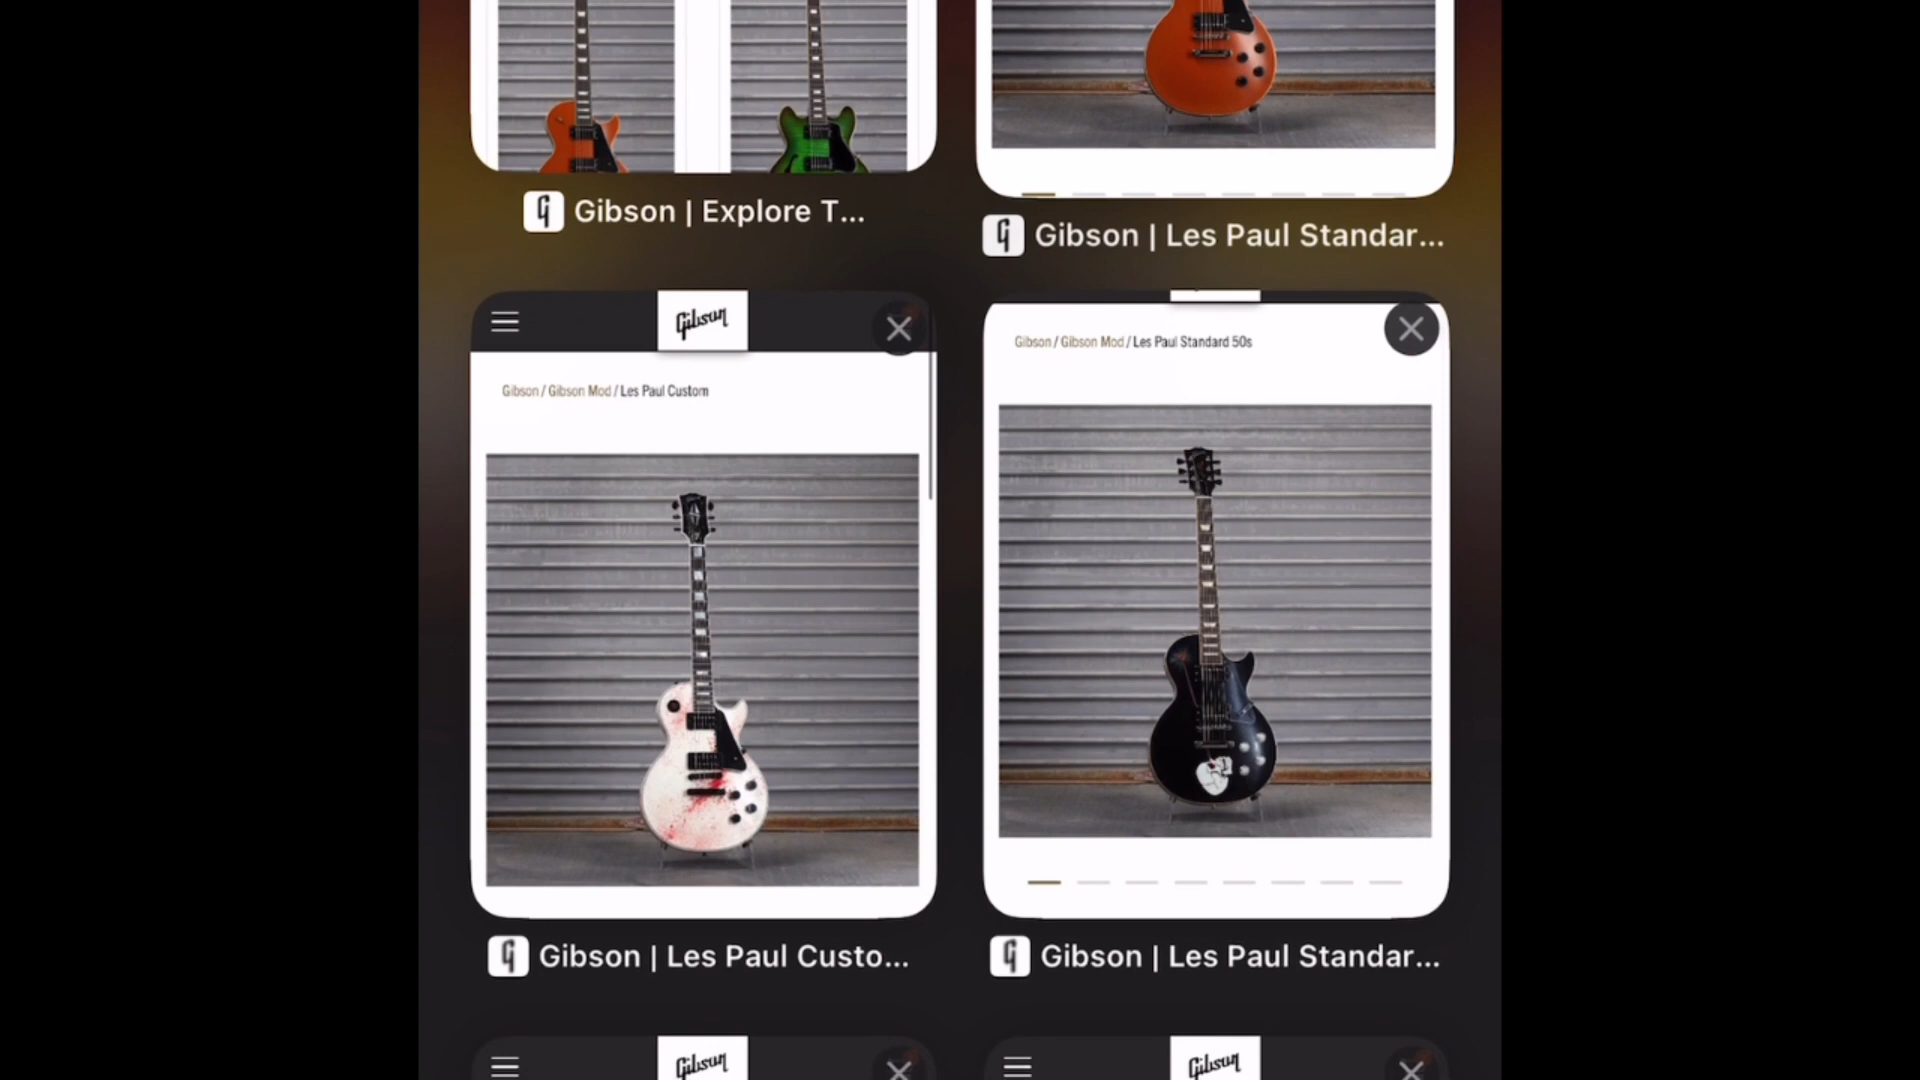 Gibson | Explore T...
Gibson | Les Paul Standar...
Gibson
Gibson / Gibson Mod / Les Paul Custom
Gibson / Gibson Mod / Les Paul Standard 50s
Gibson | Les Paul Custo...
Gibson | Les Paul Standar...
Gibson
Gibson